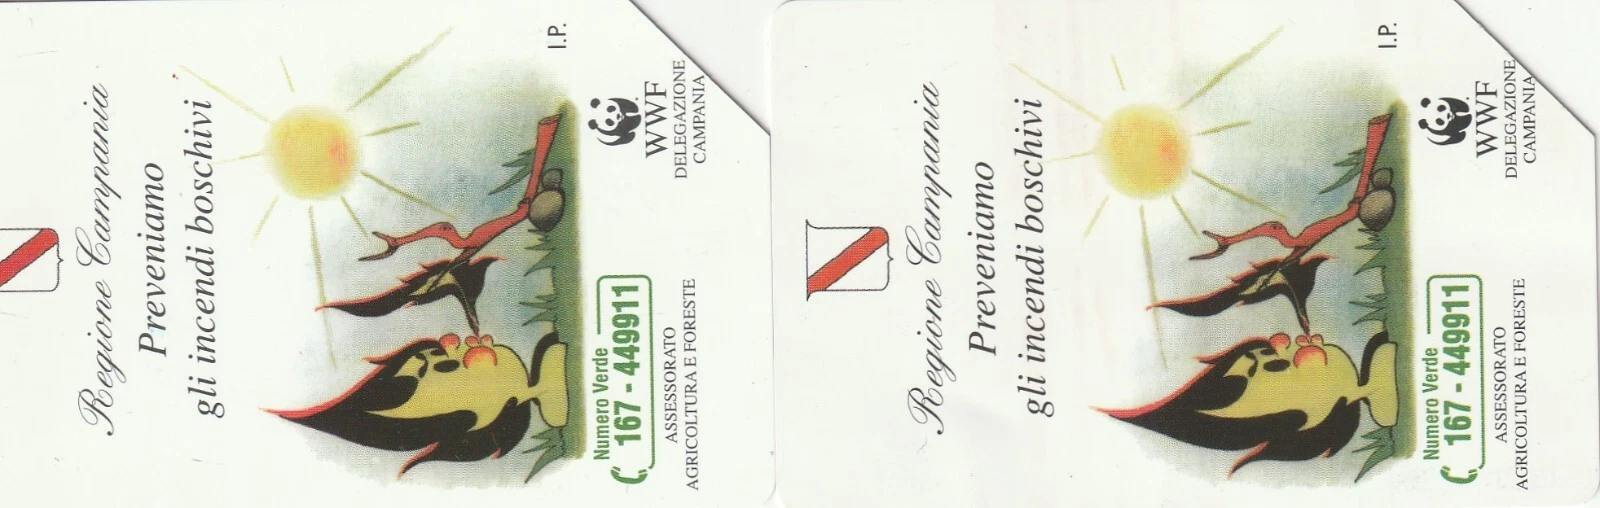 Regione Campania
Preveniamo
gli incendi boschivi
I.P.
WWF
DELEGAZIONE
CAMPANIA
Numero Verde
167 - 449911
ASSESSORATO
AGRICOLTURA E FORESTE
Regione Campania
Preveniamo
gli incendi boschivi
I.P.
WWF
DELEGAZIONE
CAMPANIA
Numero Verde
167 - 449911
ASSESSORATO
AGRICOLTURA E FORESTE